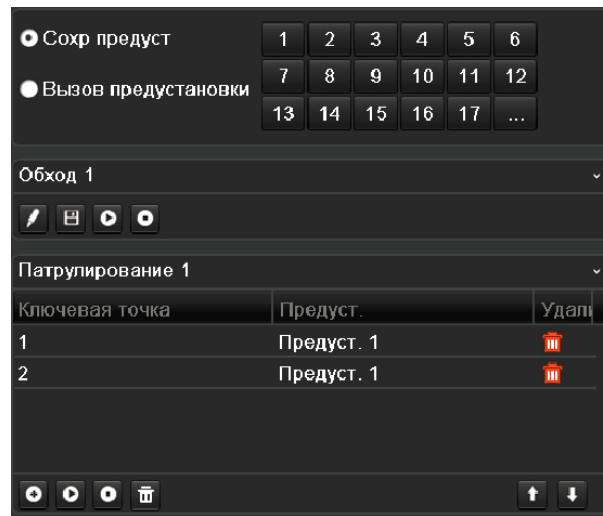 Сохр предуст 1 2 3 4 5 6
Вызов предустановки 7 8 9 10 11 12
13 14 15 16 17 ...
Обход 1
Патрулирование 1
Ключевая точка Предуст. Удали
1 Предуст. 1
2 Предуст. 1